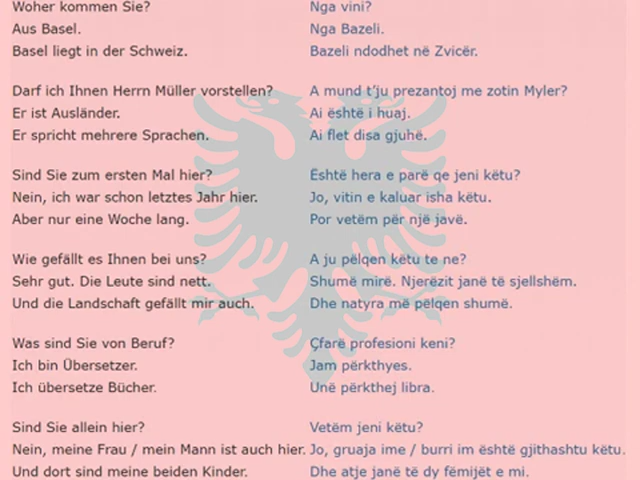 Woher kommen Sie? Nga vini?
Aus Basel. Nga Bazeli.
Basel liegt in der Schweiz. Bazeli ndodhet në Zvicër.
Darf ich Ihnen Herrn Müller vorstellen? A mund t’ju prezantoj me zotin Myler?
Er ist Ausländer. Ai është i huaj.
Er spricht mehrere Sprachen. Ai flet disa gjuhë.
Sind Sie zum ersten Mal hier? Është hera e parë qe jeni këtu?
Nein, ich war schon letztes Jahr hier. Jo, vitin e kaluar isha këtu.
Aber nur eine Woche lang. Por vetëm për një javë.
Wie gefällt es Ihnen bei uns? A ju pëlqen këtu te ne?
Sehr gut. Die Leute sind nett. Shumë mirë. Njerëzit janë të sjellshëm.
Und die Landschaft gefällt mir auch. Dhe natyra më pëlqen shumë.
Was sind Sie von Beruf? Çfarë profesioni keni?
Ich bin Übersetzer. Jam përkthyes.
Ich übersetze Bücher. Unë përkthej libra.
Sind Sie allein hier? Vetëm jeni këtu?
Nein, meine Frau / mein Mann ist auch hier. Jo, gruaja ime / burri im është gjithashtu këtu.
Und dort sind meine beiden Kinder. Dhe atje janë të dy fëmijët e mi.